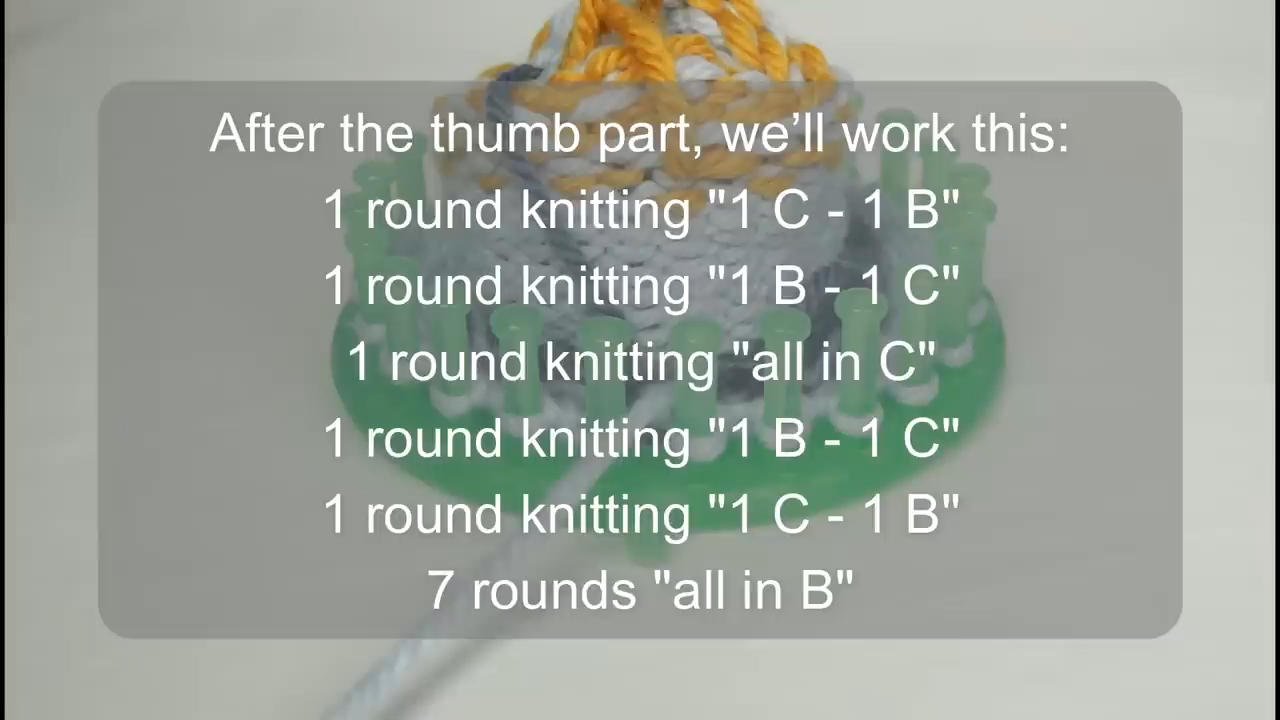 After the thumb part, we’ll work this:
1 round knitting "1 C - 1 B"
1 round knitting "1 B - 1 C"
1 round knitting "all in C"
1 round knitting "1 B - 1 C"
1 round knitting "1 C - 1 B"
7 rounds "all in B"